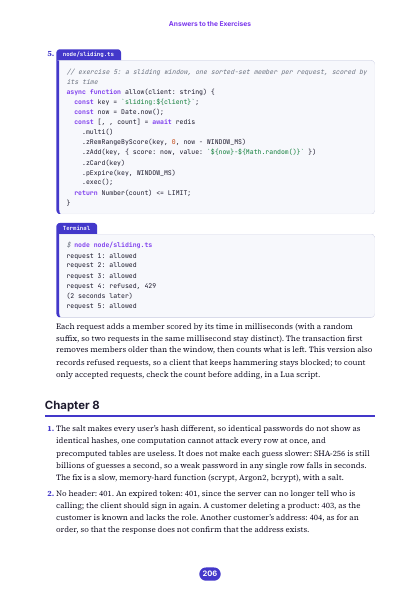 Answers to the Exercises
5. node/sliding.ts
// exercise 5: a sliding window, one sorted-set member per request, scored by
its time
async function allow(client: string) {
const key = `sliding:${client}`;
const now = Date.now();
const [, , count] = await redis
.multi()
.zRemRangeByScore(key, 0, now - WINDOW_MS)
.zAdd(key, { score: now, value: `${now}-${Math.random()}` })
.zCard(key)
.pExpire(key, WINDOW_MS)
.exec();
return Number(count) <= LIMIT;
}
Terminal
$ node node/sliding.ts
request 1: allowed
request 2: allowed
request 3: allowed
request 4: refused, 429
(2 seconds later)
request 5: allowed
Each request adds a member scored by its time in milliseconds (with a random
suffix, so two requests in the same millisecond stay distinct). The transaction first
removes members older than the window, then counts what is left. This version also
records refused requests, so a client that keeps hammering stays blocked; to count
only accepted requests, check the count before adding, in a Lua script.
Chapter 8
1. The salt makes every user's hash different, so identical passwords do not show as
identical hashes, one computation cannot attack every row at once, and
precomputed tables are useless. It does not make each guess slower: SHA-256 is still
billions of guesses a second, so a weak password in any single row falls in seconds.
The fix is a slow, memory-hard function (scrypt, Argon2, bcrypt), with a salt.
2. No header: 401. An expired token: 401, since the server can no longer tell who is
calling; the client should sign in again. A customer deleting a product: 403, as the
customer is known and lacks the role. Another customer's address: 404, as for an
order, so that the response does not confirm that the address exists.
206